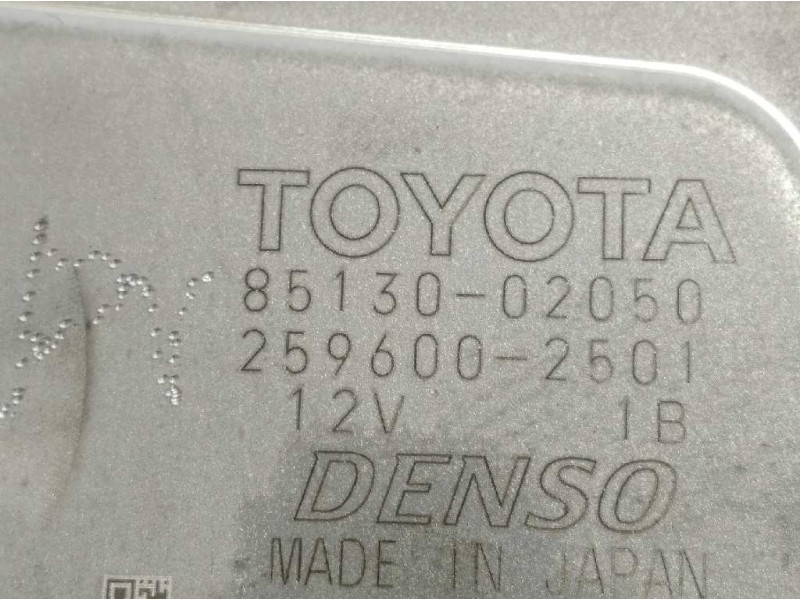 TOYOTA
85130-02050
259600-2501
12V 1B
DENSO
MADE IN JAPAN